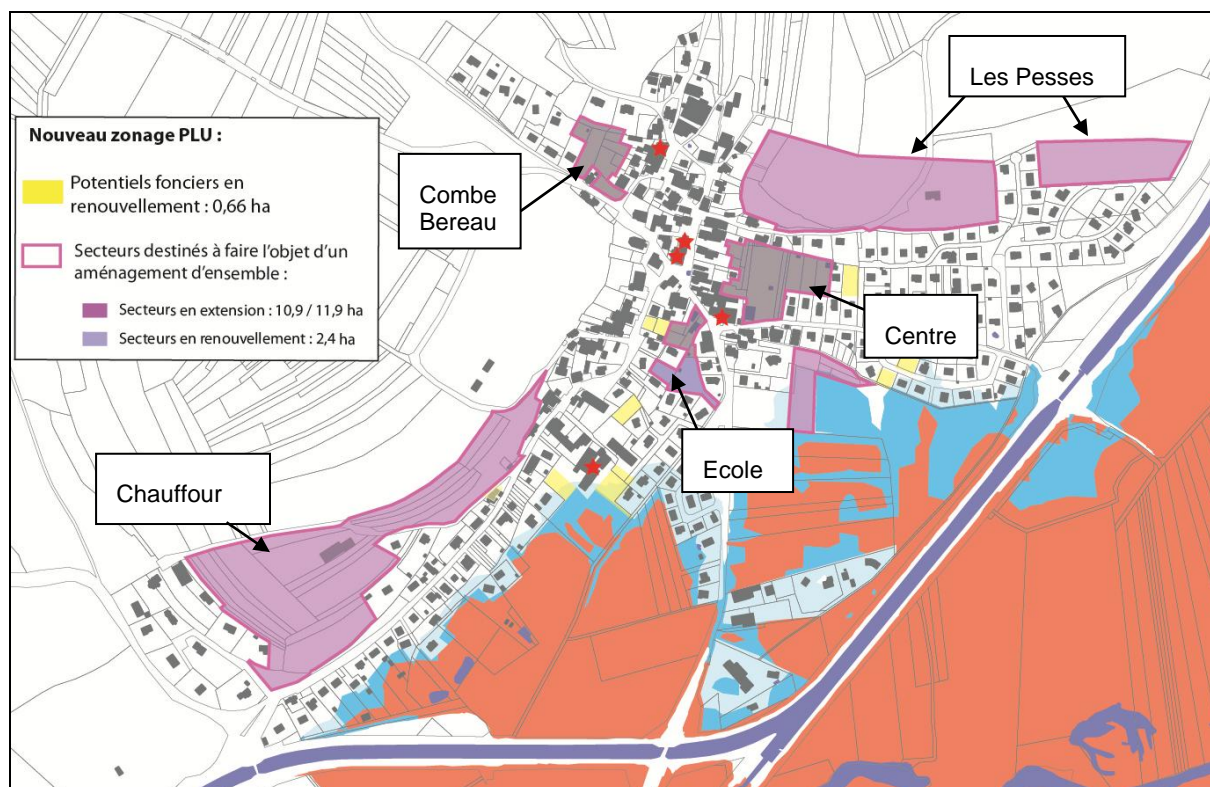 Les Pesses
Nouveau zonage PLU :
Potentiels fonciers en
renouvellement : 0,66 ha
Secteurs destinés à faire l'objet d'un
aménagement d'ensemble :
Secteurs en extension : 10,9 / 11,9 ha
Secteurs en renouvellement : 2,4 ha
Combe
Bereau
Centre
Ecole
Chauffour